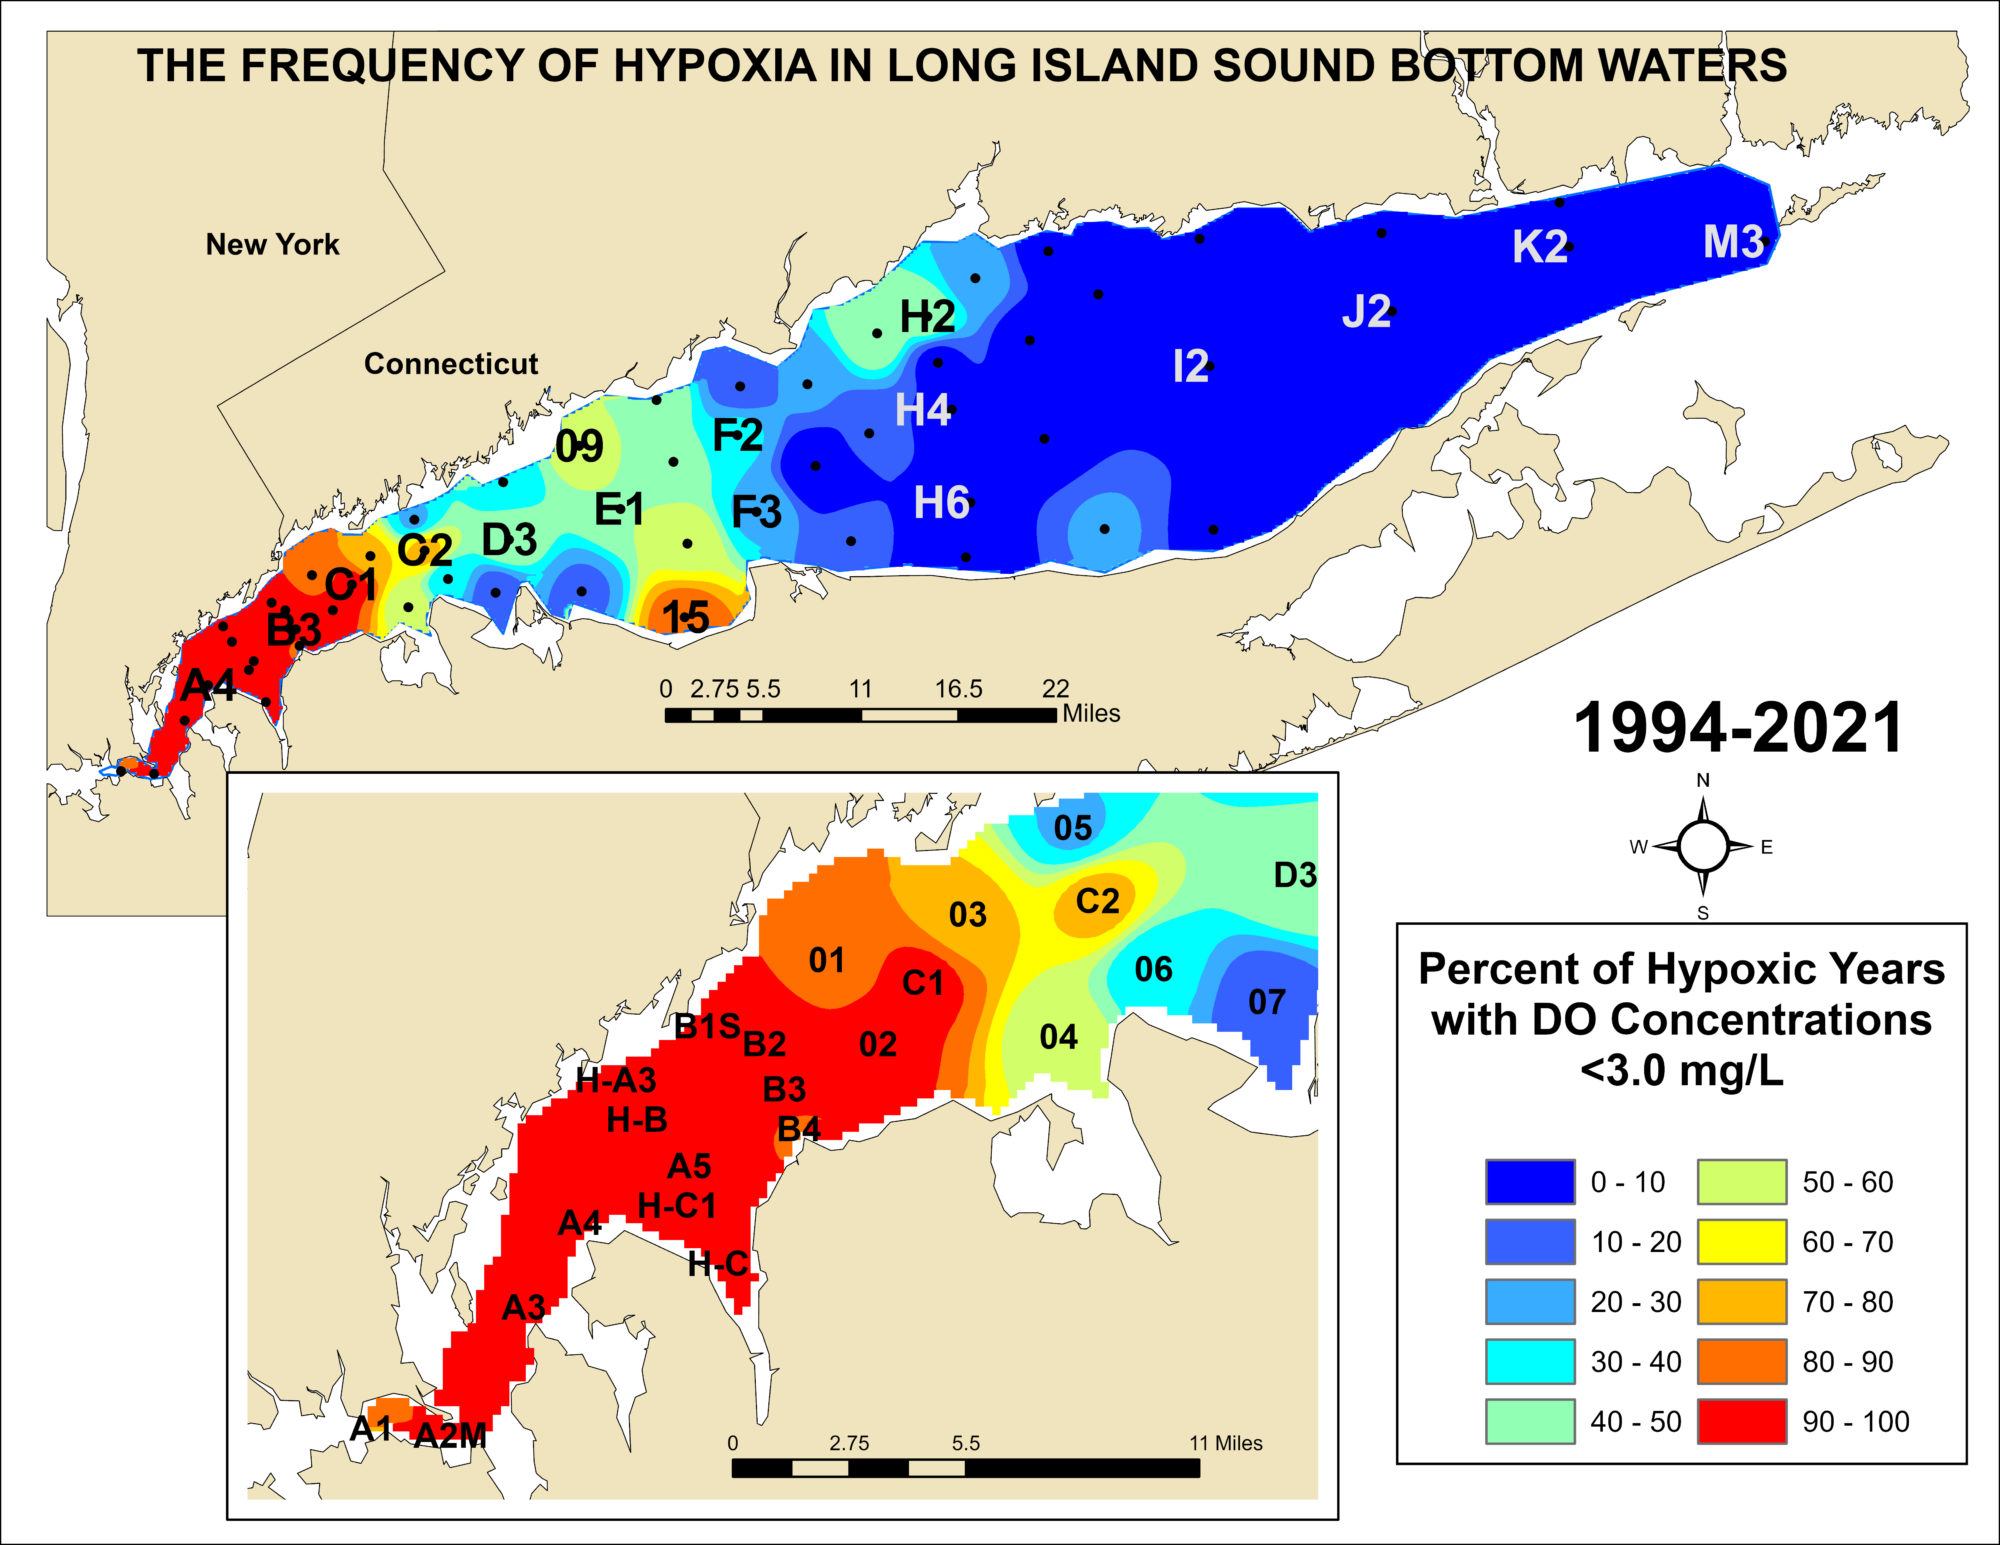 THE FREQUENCY OF HYPOXIA IN LONG ISLAND SOUND BOTTOM WATERS
New York
Connecticut
K2
M3
H2
J2
I2
H4
F2
09
H6
F3
E1
D3
C2
C1
15
B3
A4
0 2.75 5.5 11 16.5 22
Miles
1994-2021
N
W E
S
05
D3
C2
03
01
06
C1
07
B1S
B2
02
04
H-A3
B3
H-B
B4
A5
H-C1
A4
H-C
A3
A1
A2M
0 2.75 5.5 11 Miles
Percent of Hypoxic Years
with DO Concentrations
<3.0 mg/L
0 - 10 50 - 60
10 - 20 60 - 70
20 - 30 70 - 80
30 - 40 80 - 90
40 - 50 90 - 100